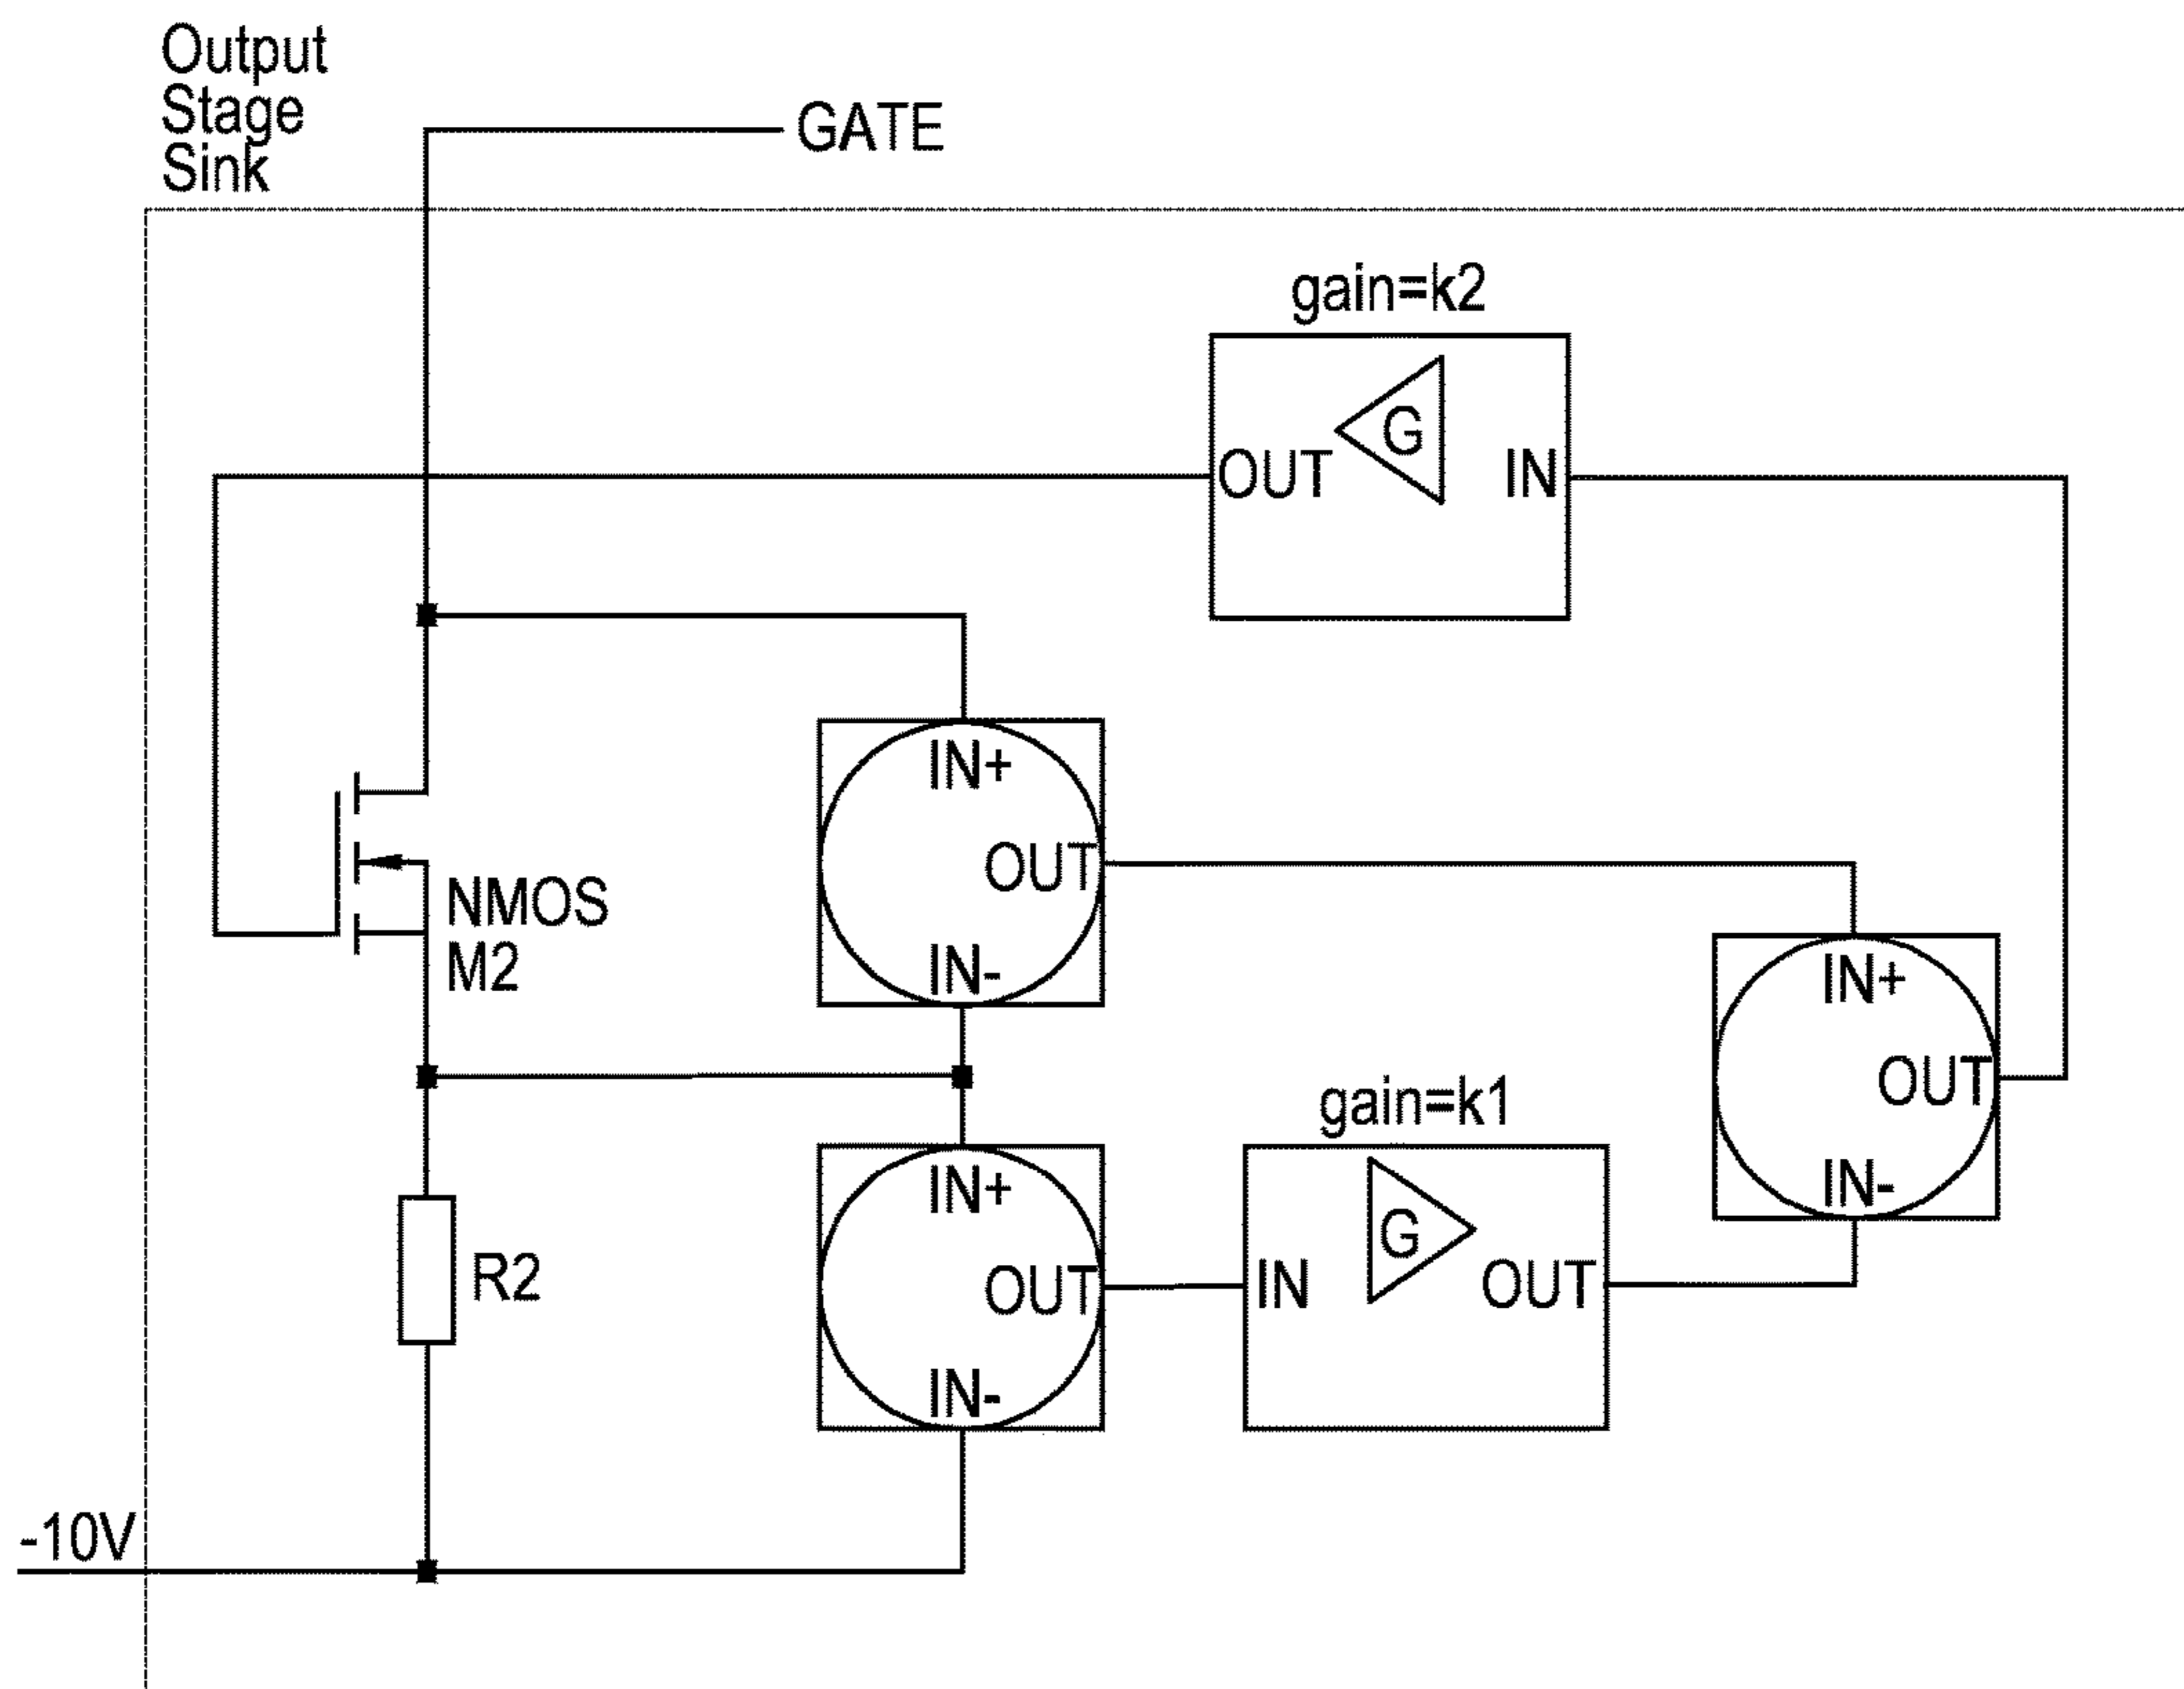 Output
Stage
Sink
GATE
gain=k2
G
OUT
IN
IN+
OUT
IN-
NMOS
M2
IN+
OUT
IN-
gain=k1
IN+
OUT
IN-
G
IN
OUT
R2
-10V